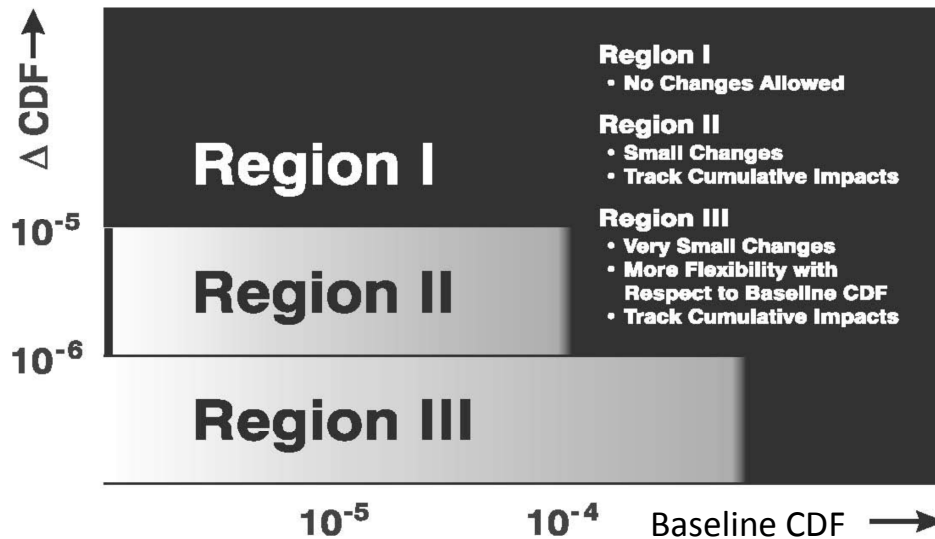 Δ CDF→
Region I
• No Changes Allowed
Region II
• Small Changes
• Track Cumulative Impacts
Region III
• Very Small Changes
• More Flexibility with
Respect to Baseline CDF
• Track Cumulative Impacts
Region I
10⁻⁵
Region II
10⁻⁶
Region III
10⁻⁵ 10⁻⁴ Baseline CDF →